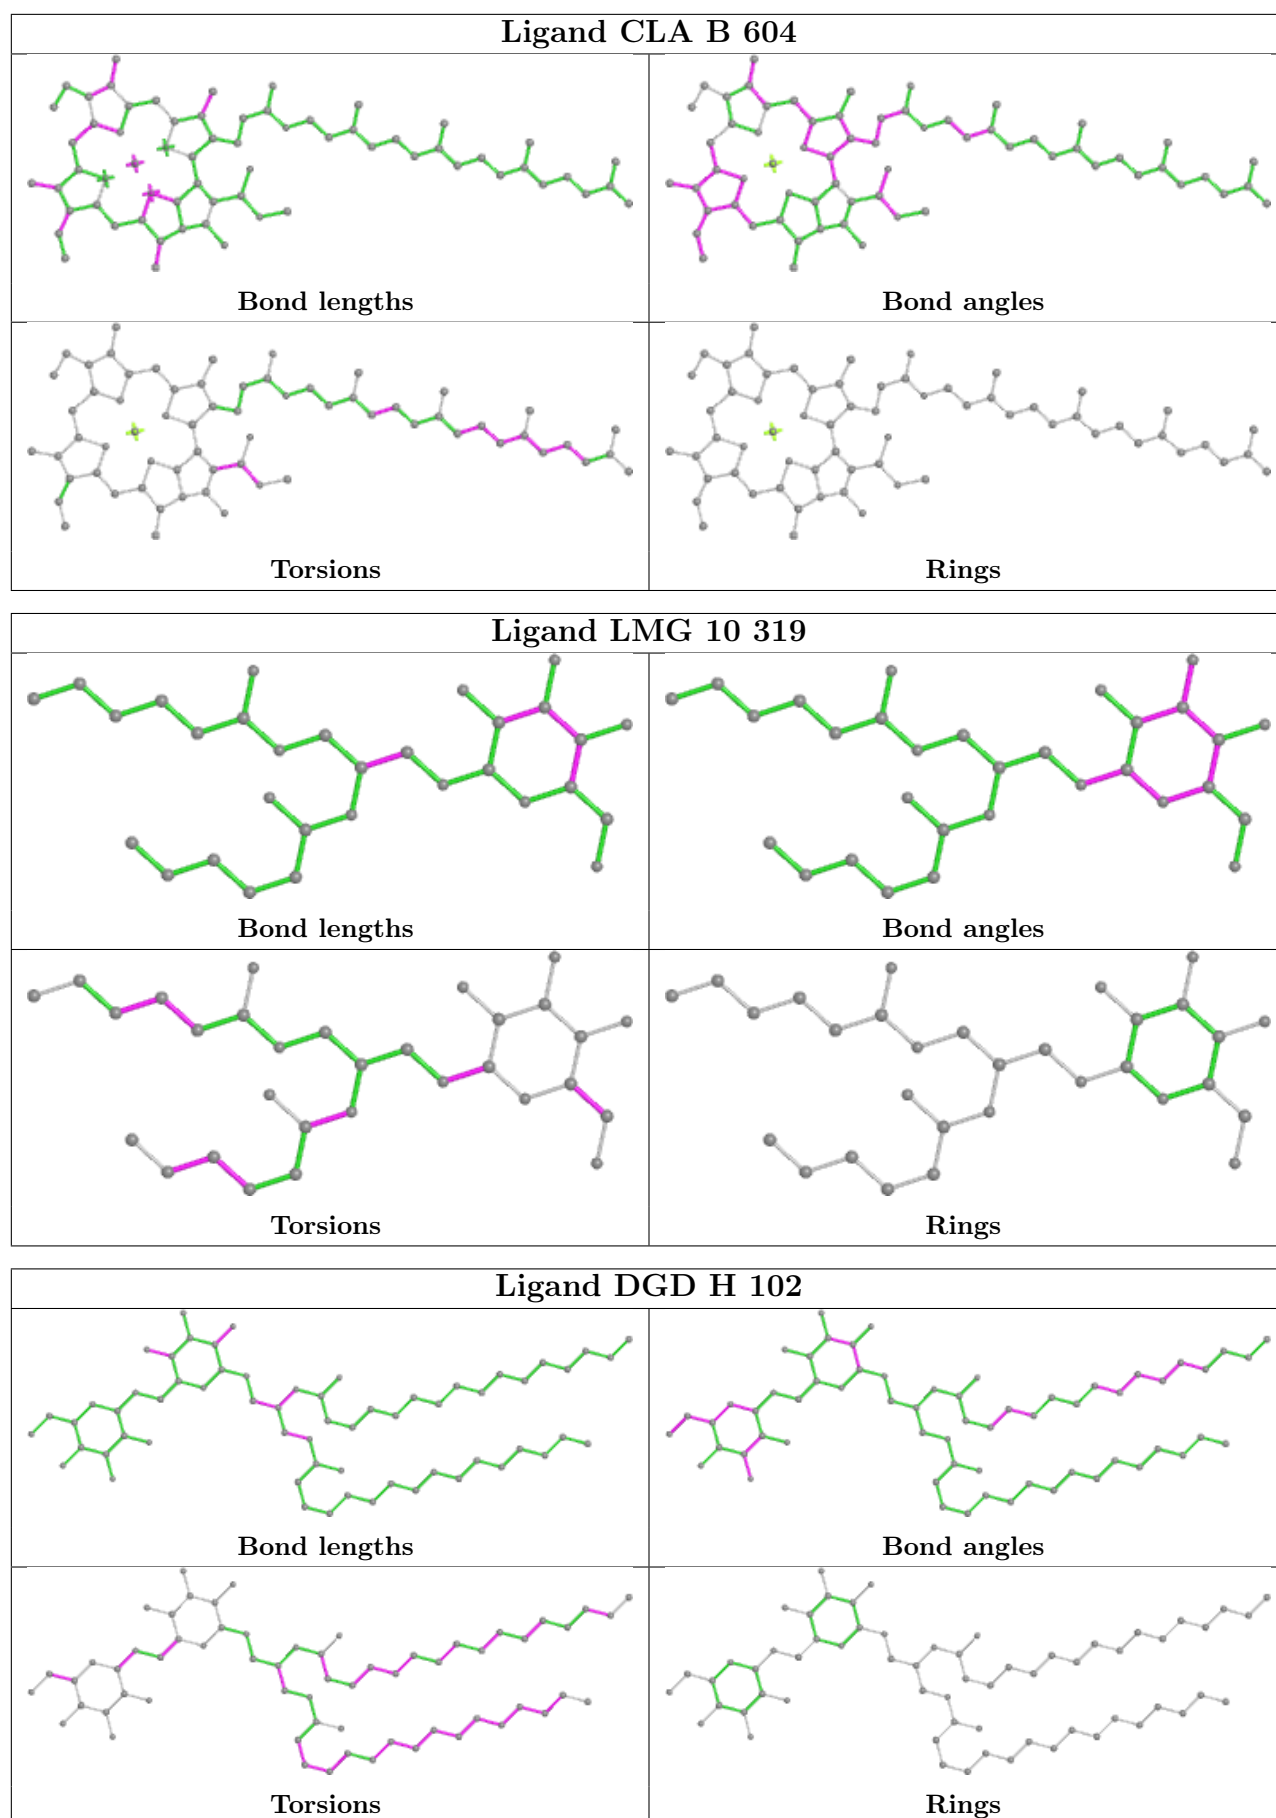 Ligand CLA B 604
Bond lengths
Bond angles
Torsions
Rings
Ligand LMG 10 319
Bond lengths
Bond angles
Torsions
Rings
Ligand DGD H 102
Bond lengths
Bond angles
Torsions
Rings